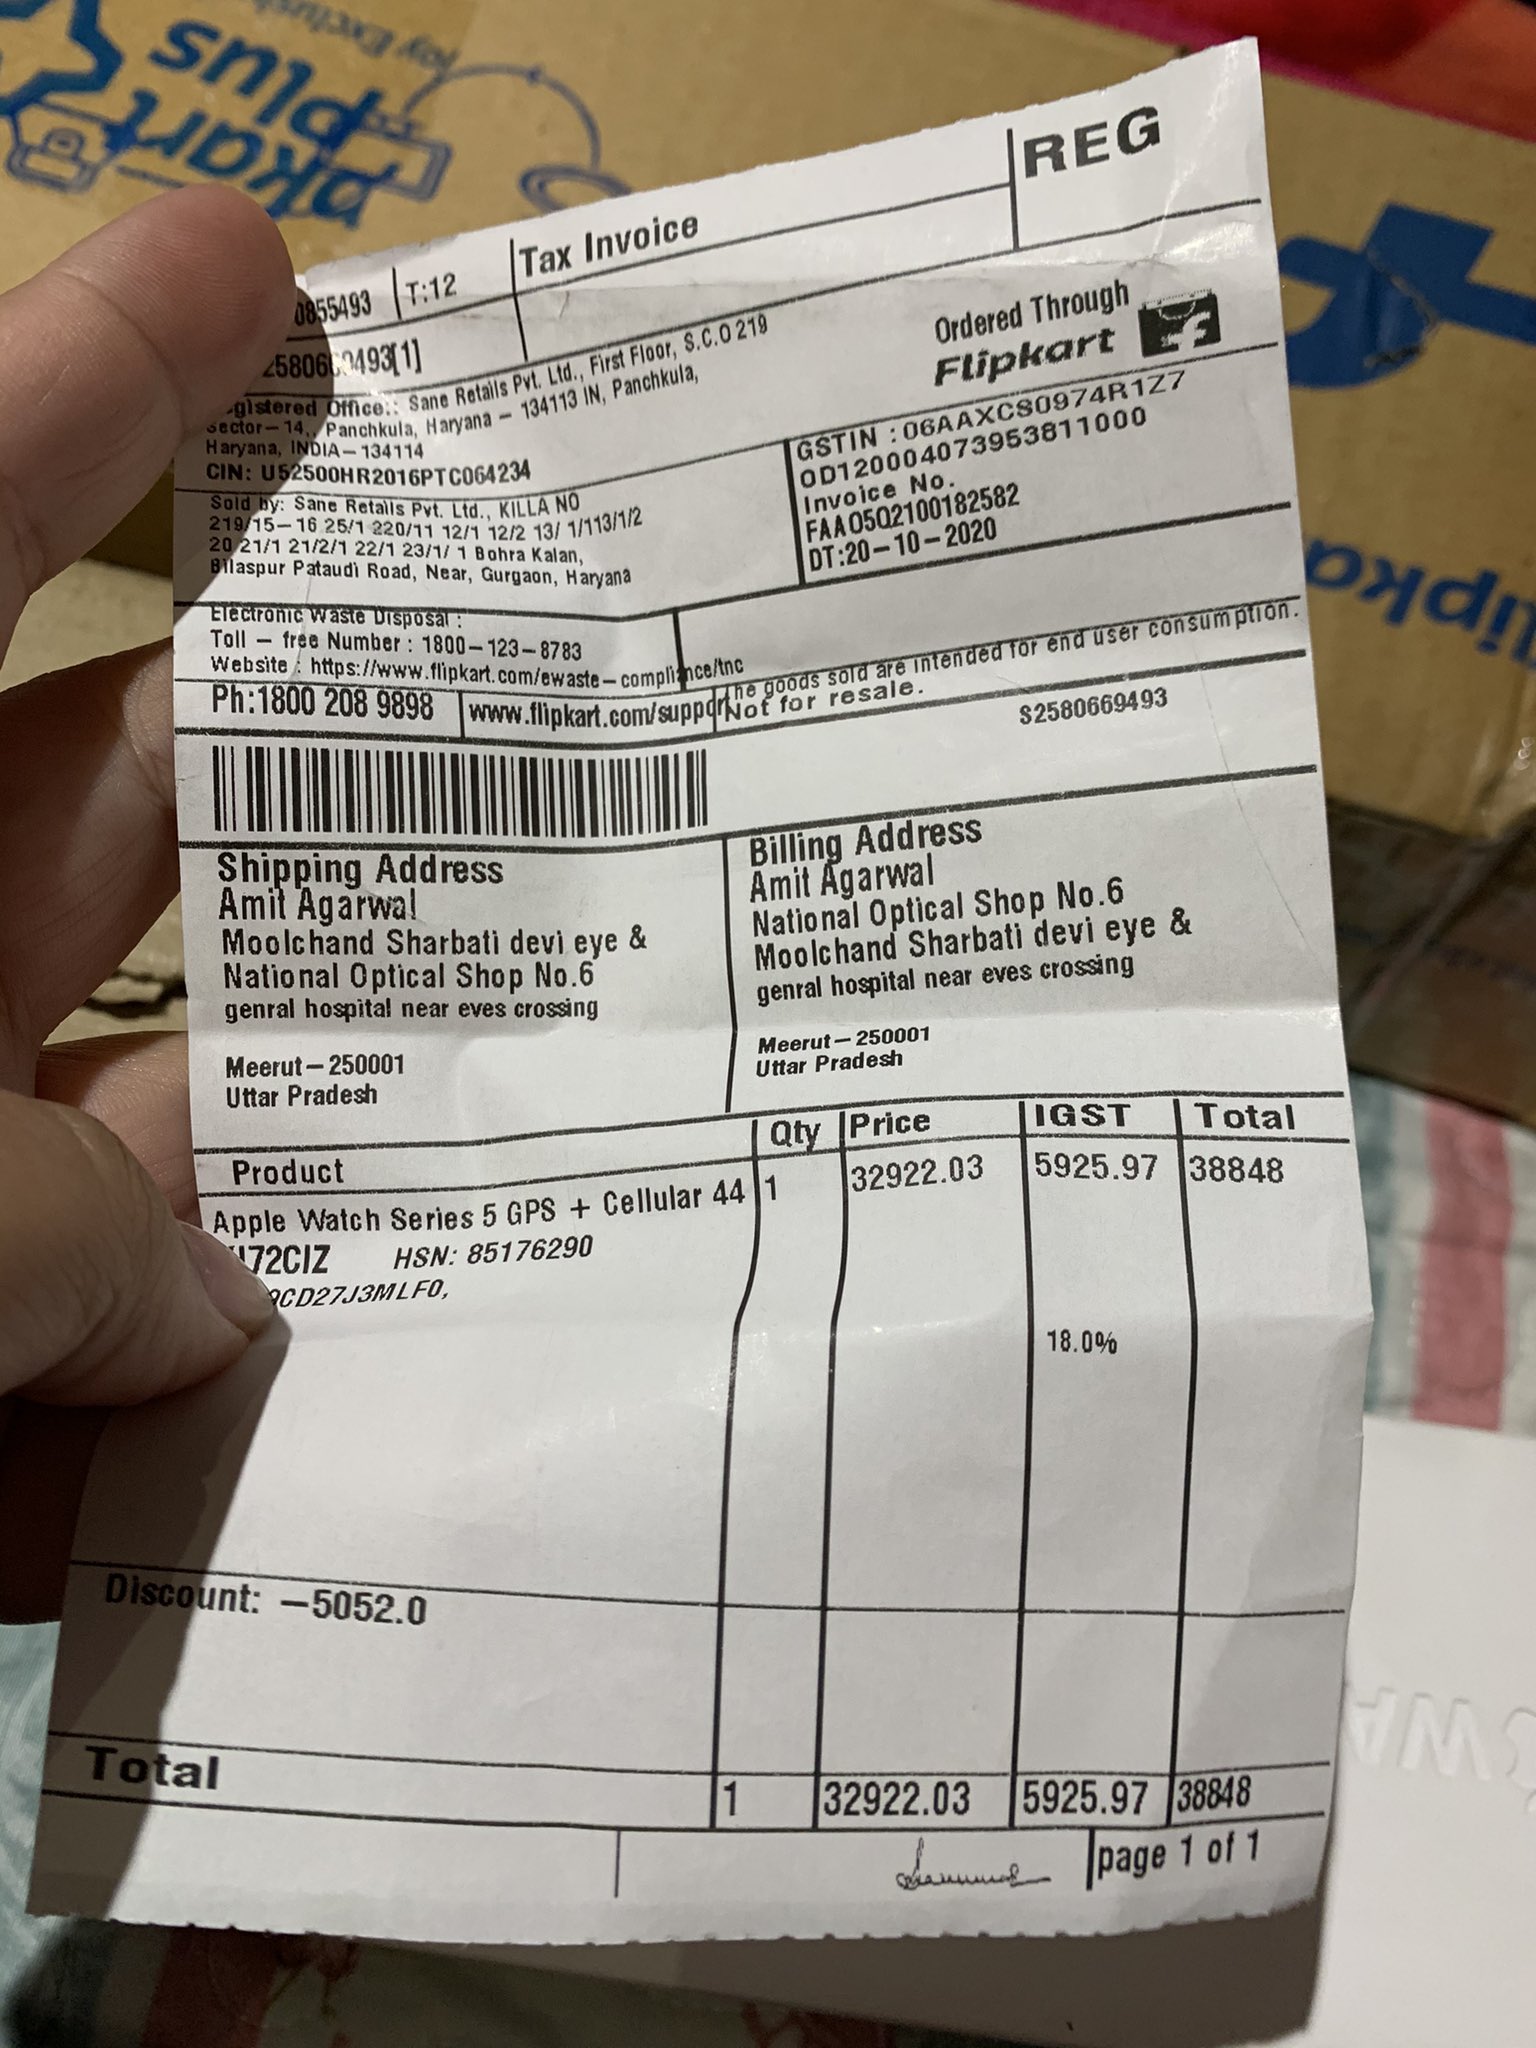 plus
pkart
REG
Tax Invoice
T:12
0855493
493[1]
Ordered Through
Flipkart
Registered Office:: Sane Retails Pvt. Ltd., First Floor, S.C.O 219
Sector–14,, Panchkula, Haryana – 134113 IN, Panchkula,
Haryana, INDIA–134114
CIN: U52500HR2016PTC064234
GSTIN : 06AAXCS0974R1Z7
OD120004073953811000
Invoice No.
FAAO5O2100182582
DT:20–10–2020
Sold by: Sane Retails Pvt. Ltd., KILLA NO
219/15–16 25/1 220/11 12/1 12/2 13/ 1/113/1/2
20 21/1 21/2/1 22/1 23/1/ 1 Bohra Kalan,
Bilaspur Pataudi Road, Near, Gurgaon, Haryana
Electronic Waste Disposal :
Toll – free Number : 1800–123–8783
Website : https://www.flipkart.com/ewaste–compliance/tnc
The goods sold are intended for end user consumption.
Not for resale.
Ph:1800 208 9898 www.flipkart.com/support
S2580669493
Shipping Address
Amit Agarwal
Moolchand Sharbati devi eye &
National Optical Shop No.6
genral hospital near eves crossing
Meerut–250001
Uttar Pradesh
Billing Address
Amit Agarwal
National Optical Shop No.6
Moolchand Sharbati devi eye &
genral hospital near eves crossing
Meerut–250001
Uttar Pradesh
Product Qty Price IGST Total
Apple Watch Series 5 GPS + Cellular 44 1 32922.03 5925.97 38848
72CIZ HSN: 85176290
CD27J3MLF0,
18.0%
Discount: –5052.0
Total 1 32922.03 5925.97 38848
page 1 of 1